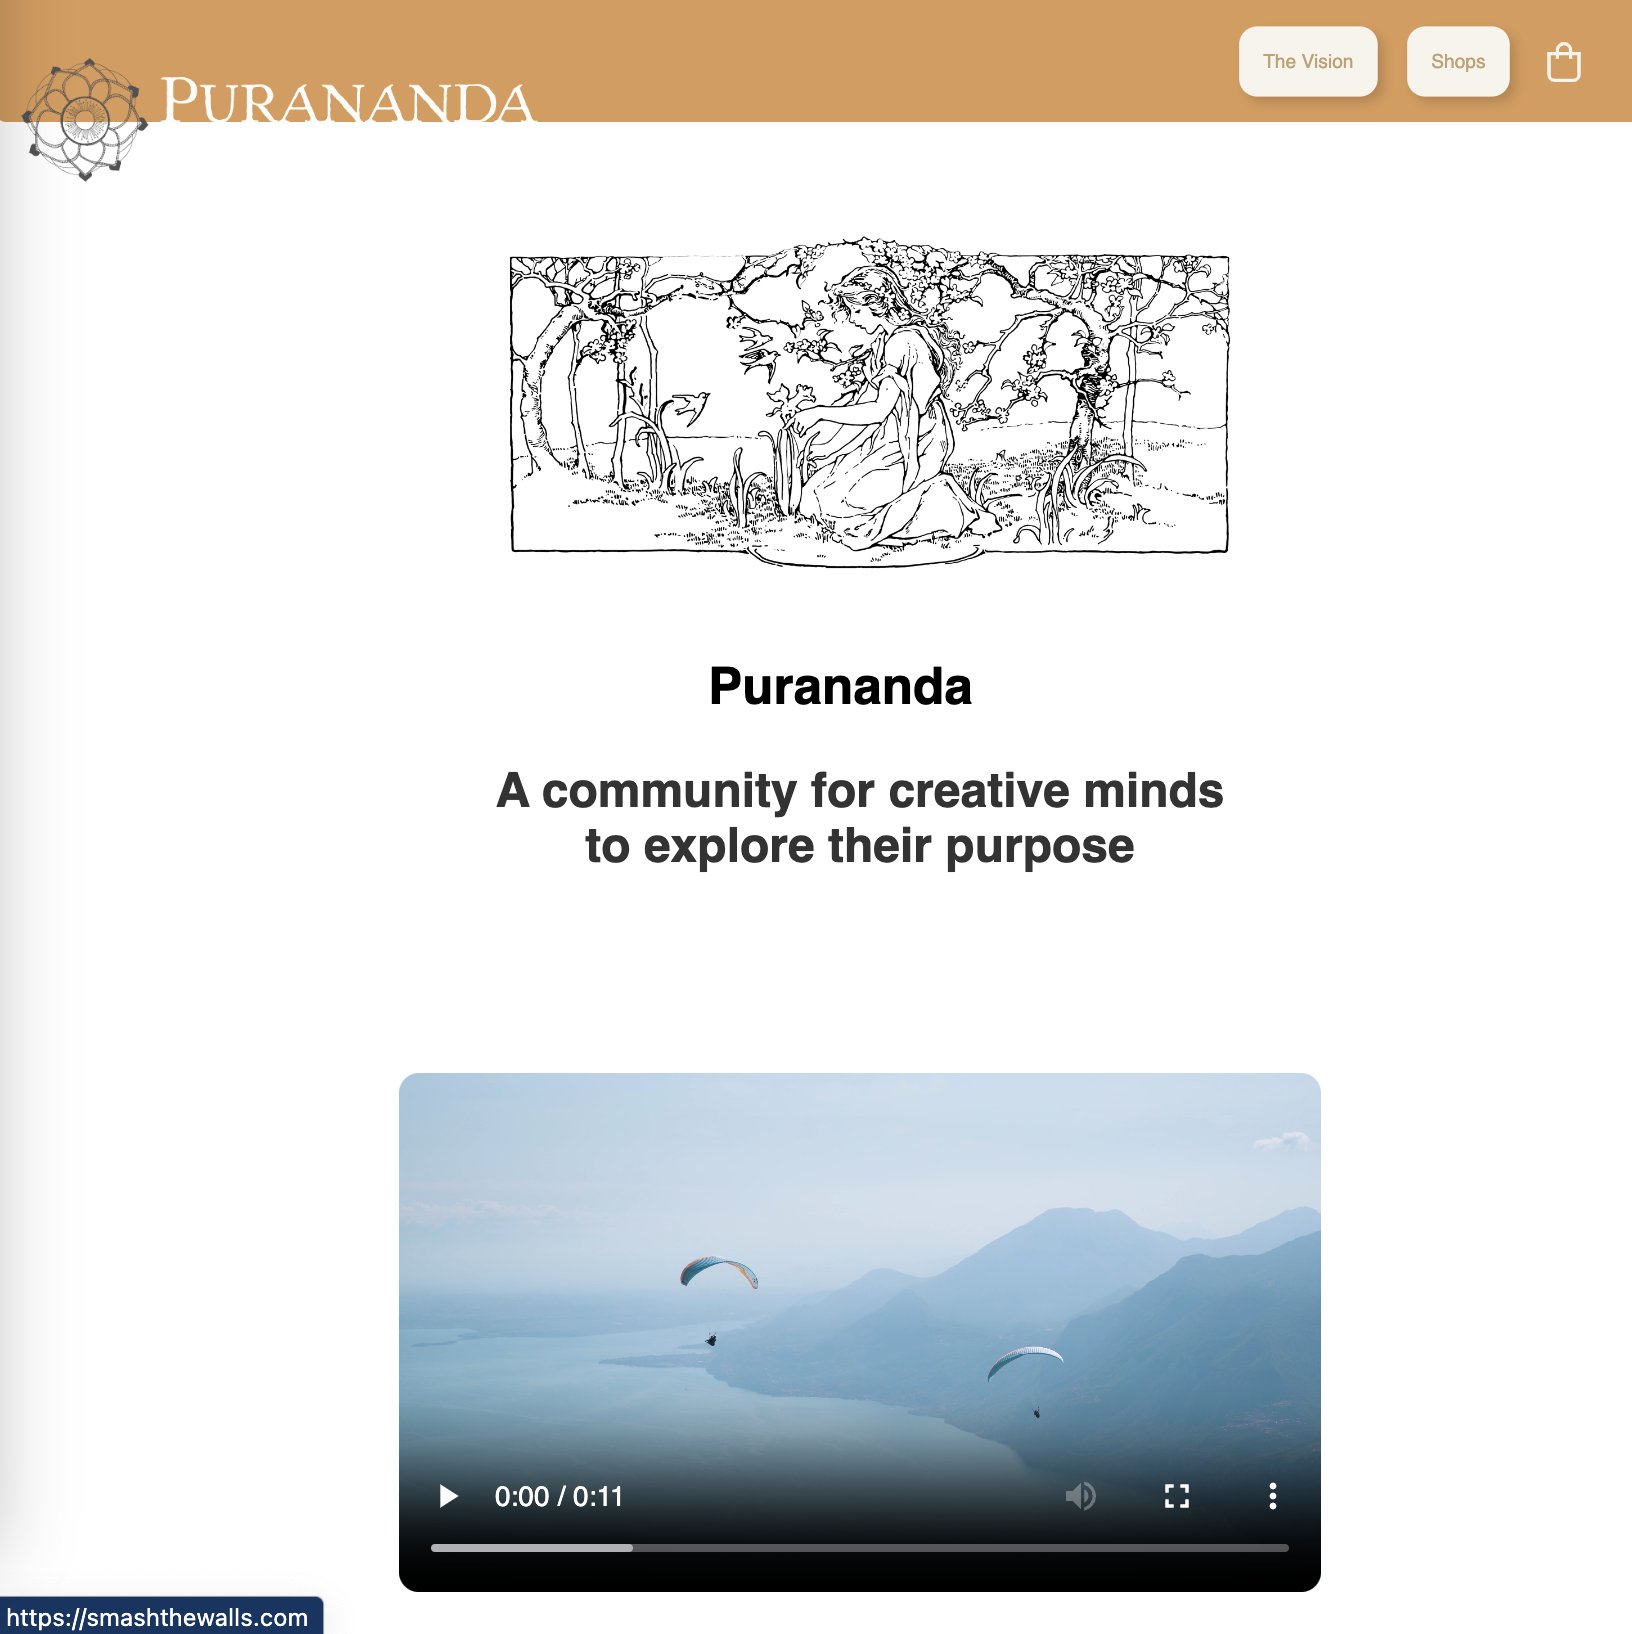 PURANANDA
The Vision
Shops
Purananda
A community for creative minds
to explore their purpose
0:00 / 0:11
https://smashthewalls.com